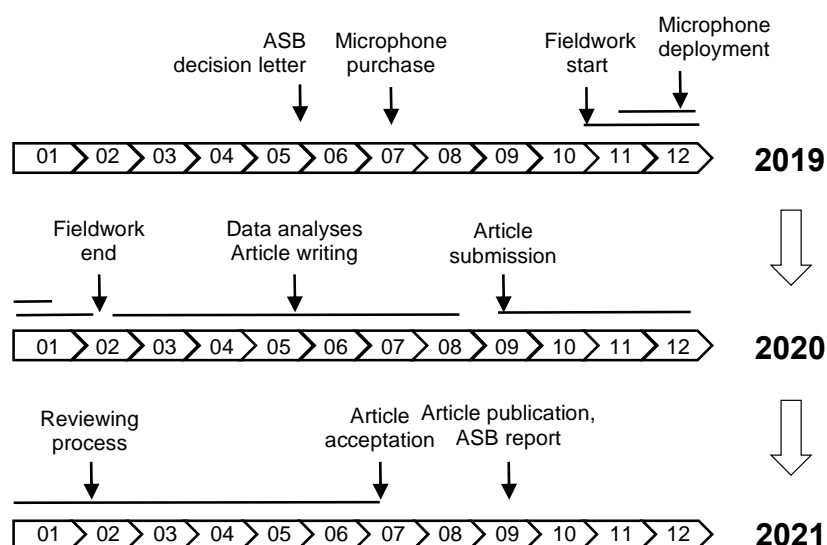 ASB
decision letter
Microphone
purchase
Fieldwork
start
Microphone
deployment
01 02 03 04 05 06 07 08 09 10 11 12
2019
Fieldwork
end
Data analyses
Article writing
Article
submission
01 02 03 04 05 06 07 08 09 10 11 12
2020
Reviewing
process
Article
acceptation
Article publication,
ASB report
01 02 03 04 05 06 07 08 09 10 11 12
2021